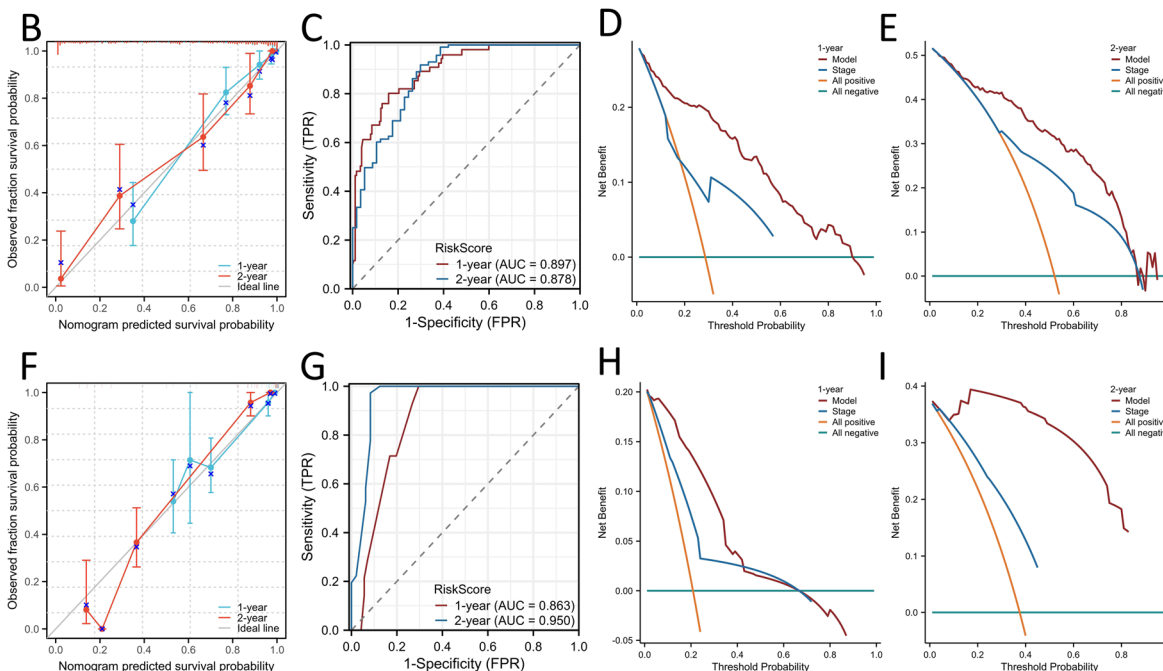 B
Observed fraction survival probability
1.0
0.8
0.6
0.4
0.2
0.0
1-year
2-year
Ideal line
0.0 0.2 0.4 0.6 0.8 1.0
Nomogram predicted survival probability
C
Sensitivity (TPR)
1.0
0.8
0.6
0.4
0.2
0.0
RiskScore
1-year (AUC = 0.897)
2-year (AUC = 0.878)
0.0 0.2 0.4 0.6 0.8 1.0
1-Specificity (FPR)
D
Net Benefit
0.2
0.1
0.0
1-year
Model
Stage
All positive
All negative
0.0 0.2 0.4 0.6 0.8 1.0
Threshold Probability
E
Net Benefit
0.5
0.4
0.3
0.2
0.1
0.0
2-year
Model
Stage
All positive
All negative
0.0 0.2 0.4 0.6 0.8
Threshold Probability
F
Observed fraction survival probability
1.0
0.8
0.6
0.4
0.2
0.0
1-year
2-year
Ideal line
0.0 0.2 0.4 0.6 0.8 1.0
Nomogram predicted survival probability
G
Sensitivity (TPR)
1.0
0.8
0.6
0.4
0.2
0.0
RiskScore
1-year (AUC = 0.863)
2-year (AUC = 0.950)
0.0 0.2 0.4 0.6 0.8 1.0
1-Specificity (FPR)
H
Net Benefit
0.20
0.15
0.10
0.05
0.00
-0.05
1-year
Model
Stage
All positive
All negative
0.0 0.2 0.4 0.6 0.8 1.0
Threshold Probability
I
Net Benefit
0.4
0.3
0.2
0.1
0.0
2-year
Model
Stage
All positive
All negative
0.0 0.2 0.4 0.6 0.8
Threshold Probability